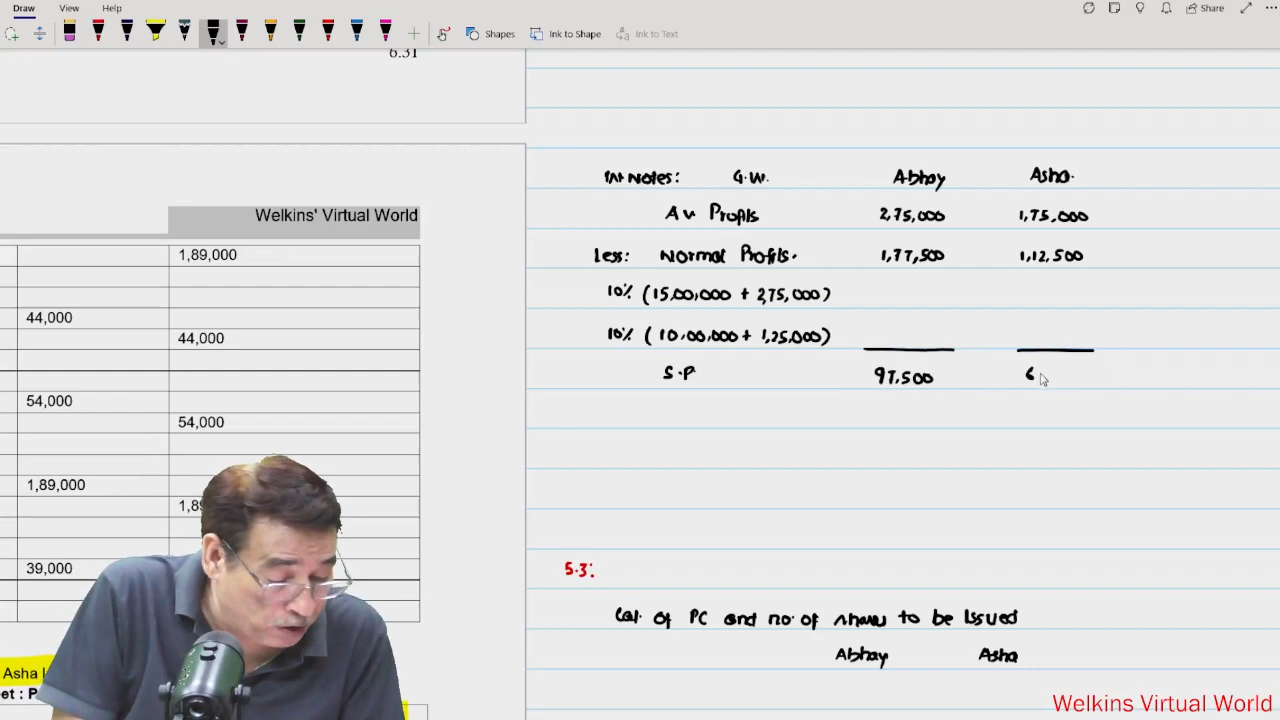 Draw View Help
Share
Shapes Ink to Shape Ink to Text
6.31
Welkins' Virtual World
1,89,000
44,000
44,000
54,000
54,000
1,89,000
39,000
Asha
Int Notes: G.W. Abhay Asha.
Av Profits 2,75,000 1,75,000
Less: Normal Profits. 1,77,500 1,12,500
10% (15,00,000 + 2,75,000)
10% (10,00,000 + 1,25,000)
S.P 97,500 6
5.3:
Cal. of PC and no. of shares to be Issued
Abhay Asha
Welkins Virtual World